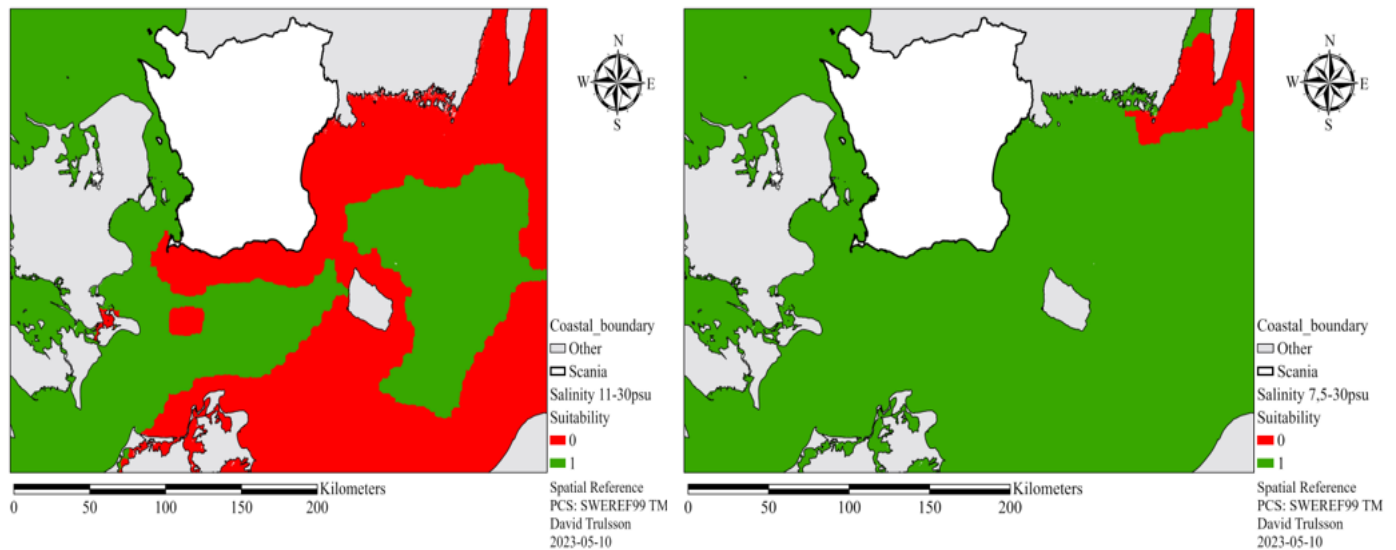 N
W E
S
Coastal_boundary
Other
Scania
Salinity 11-30psu
Suitability
0
1
Kilometers
0 50 100 150 200
Spatial Reference
PCS: SWEREF99 TM
David Trulsson
2023-05-10
N
W E
S
Coastal_boundary
Other
Scania
Salinity 7,5-30psu
Suitability
0
1
Kilometers
0 50 100 150 200
Spatial Reference
PCS: SWEREF99 TM
David Trulsson
2023-05-10